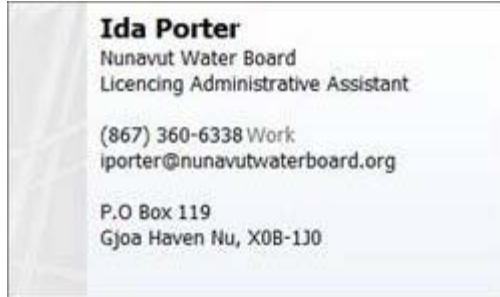 Ida Porter
Nunavut Water Board
Licencing Administrative Assistant
(867) 360-6338 Work
iporter@nunavutwaterboard.org
P.O Box 119
Gjoa Haven Nu, X0B-1J0